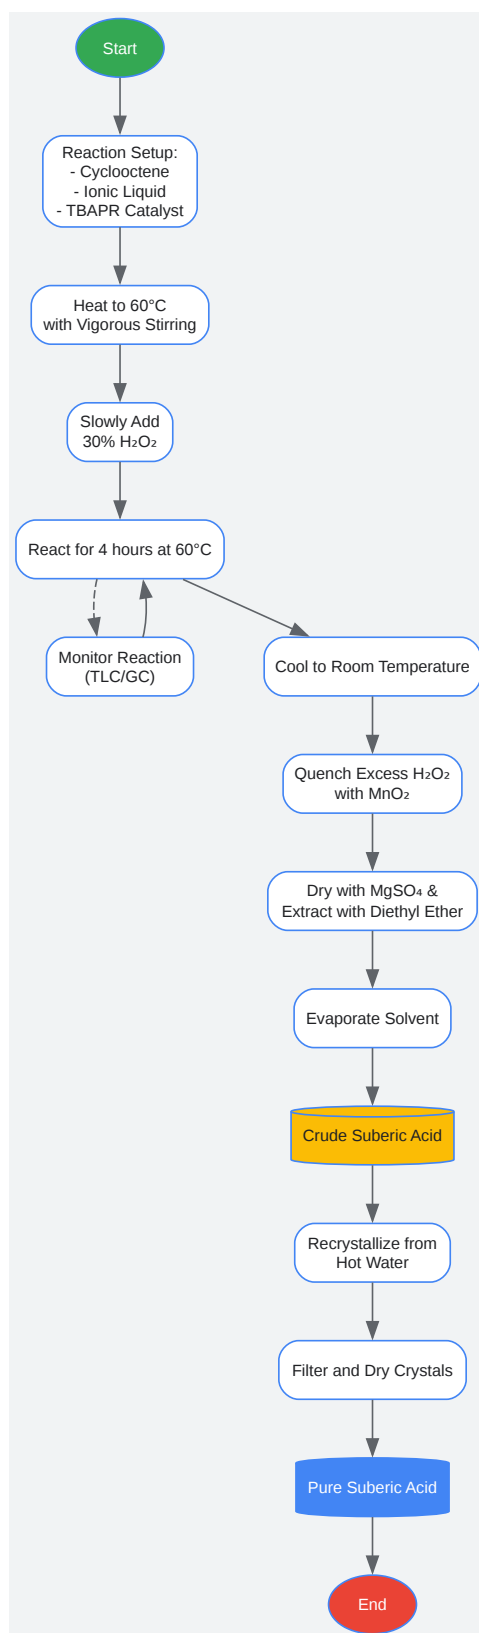 Start
Reaction Setup:
- Cyclooctene
- Ionic Liquid
- TBAPR Catalyst
Heat to 60°C
with Vigorous Stirring
Slowly Add
30% H₂O₂
React for 4 hours at 60°C
Monitor Reaction
(TLC/GC)
Cool to Room Temperature
Quench Excess H₂O₂
with MnO₂
Dry with MgSO₄ &
Extract with Diethyl Ether
Evaporate Solvent
Crude Suberic Acid
Recrystallize from
Hot Water
Filter and Dry Crystals
Pure Suberic Acid
End